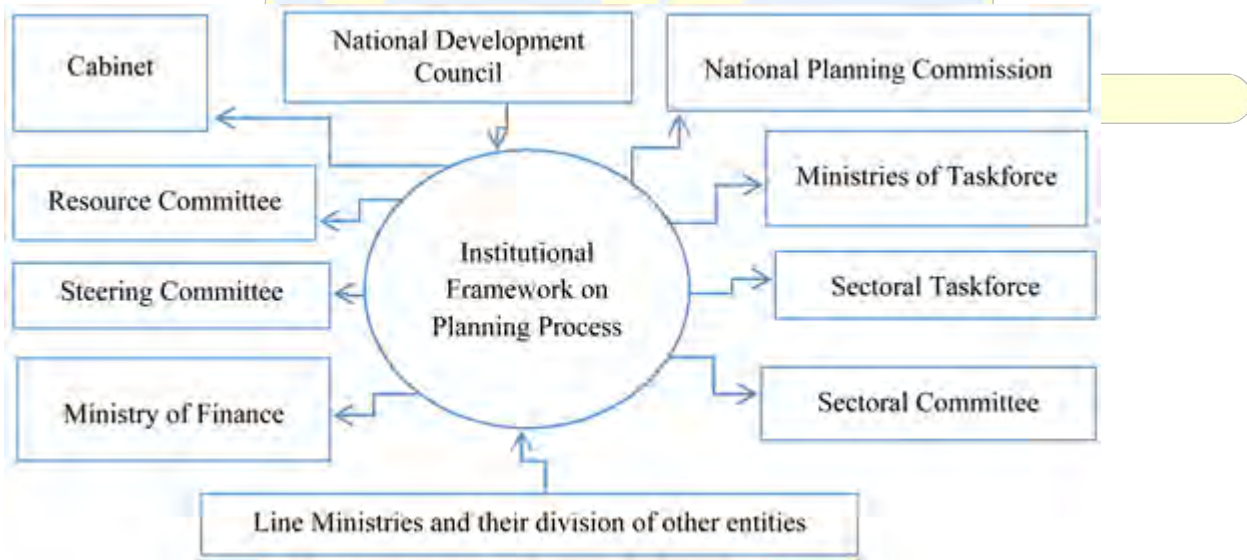 Cabinet
National Development
Council
National Planning Commission
Resource Committee
Ministries of Taskforce
Steering Committee
Institutional
Framework on
Planning Process
Sectoral Taskforce
Ministry of Finance
Sectoral Committee
Line Ministries and their division of other entities